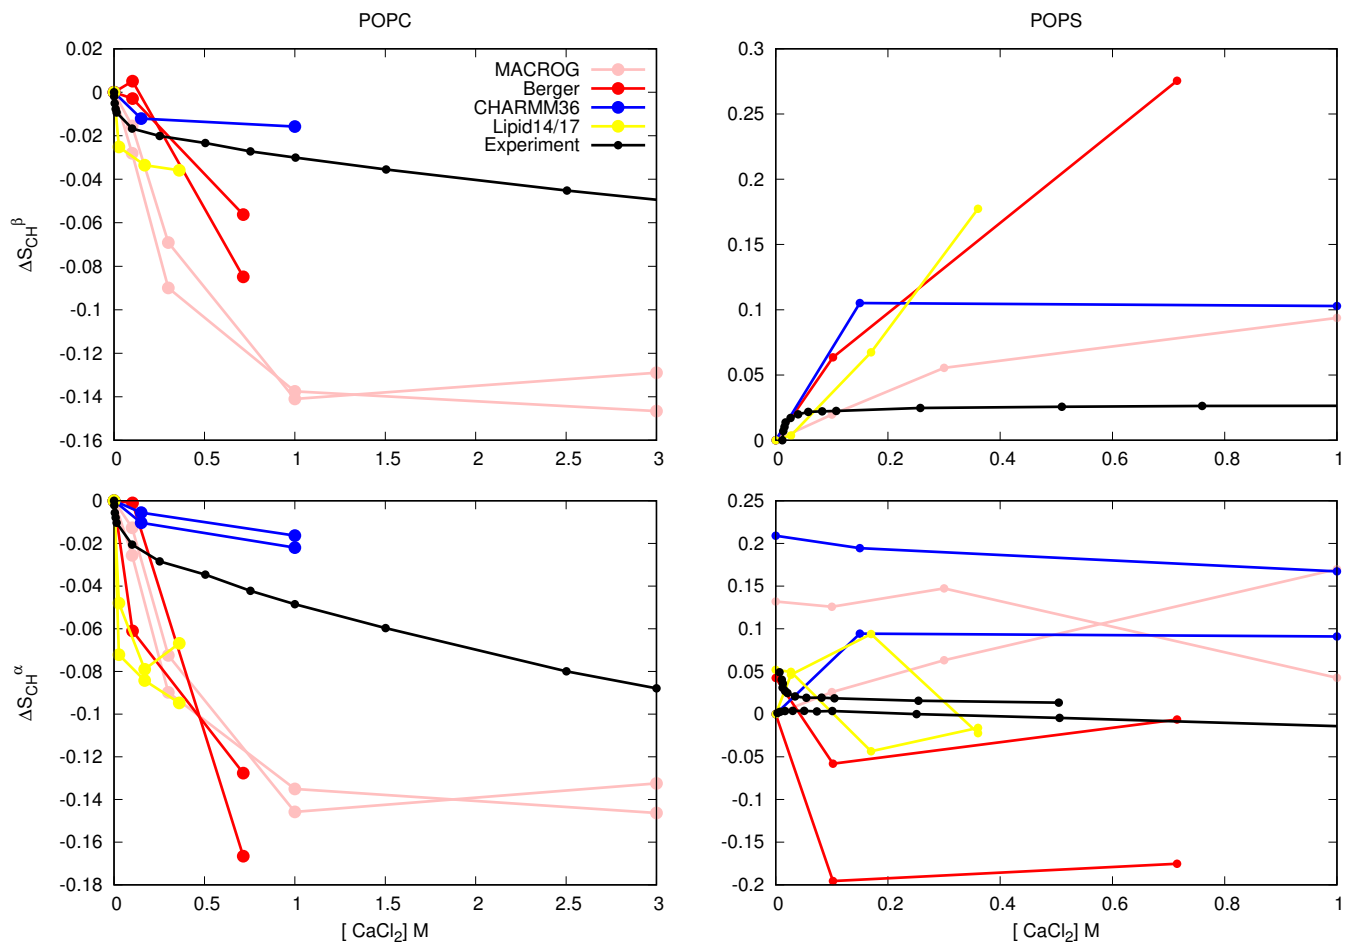 POPC
POPS
0.02
0
-0.02
-0.04
-0.06
-0.08
-0.1
-0.12
-0.14
-0.16
ΔS_CH^β
MACROG
Berger
CHARMM36
Lipid14/17
Experiment
0 0.5 1 1.5 2 2.5 3
0.3
0.25
0.2
0.15
0.1
0.05
0
0 0.2 0.4 0.6 0.8 1
0
-0.02
-0.04
-0.06
-0.08
-0.1
-0.12
-0.14
-0.16
-0.18
ΔS_CH^α
0 0.5 1 1.5 2 2.5 3
[ CaCl₂] M
0.25
0.2
0.15
0.1
0.05
0
-0.05
-0.1
-0.15
-0.2
0 0.2 0.4 0.6 0.8 1
[ CaCl₂] M